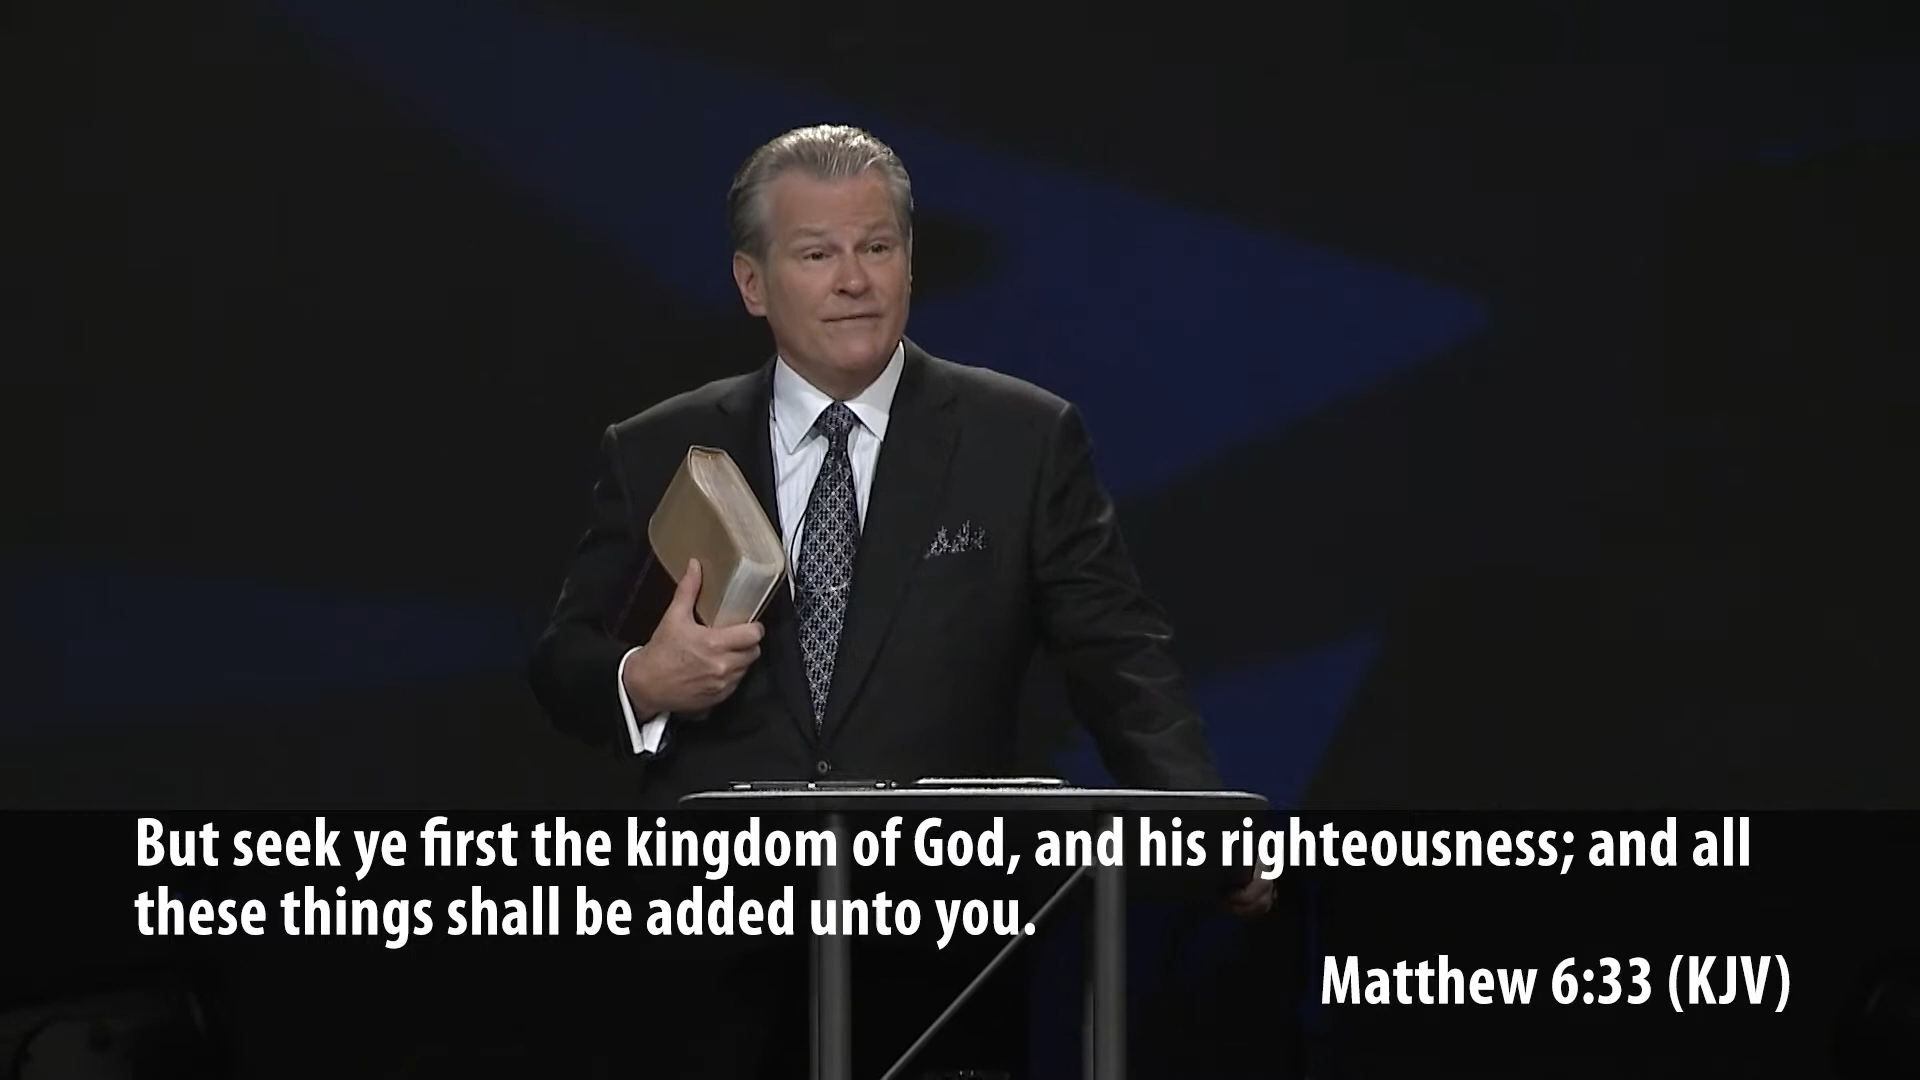 But seek ye first the kingdom of God, and his righteousness; and all
these things shall be added unto you.
Matthew 6:33 (KJV)